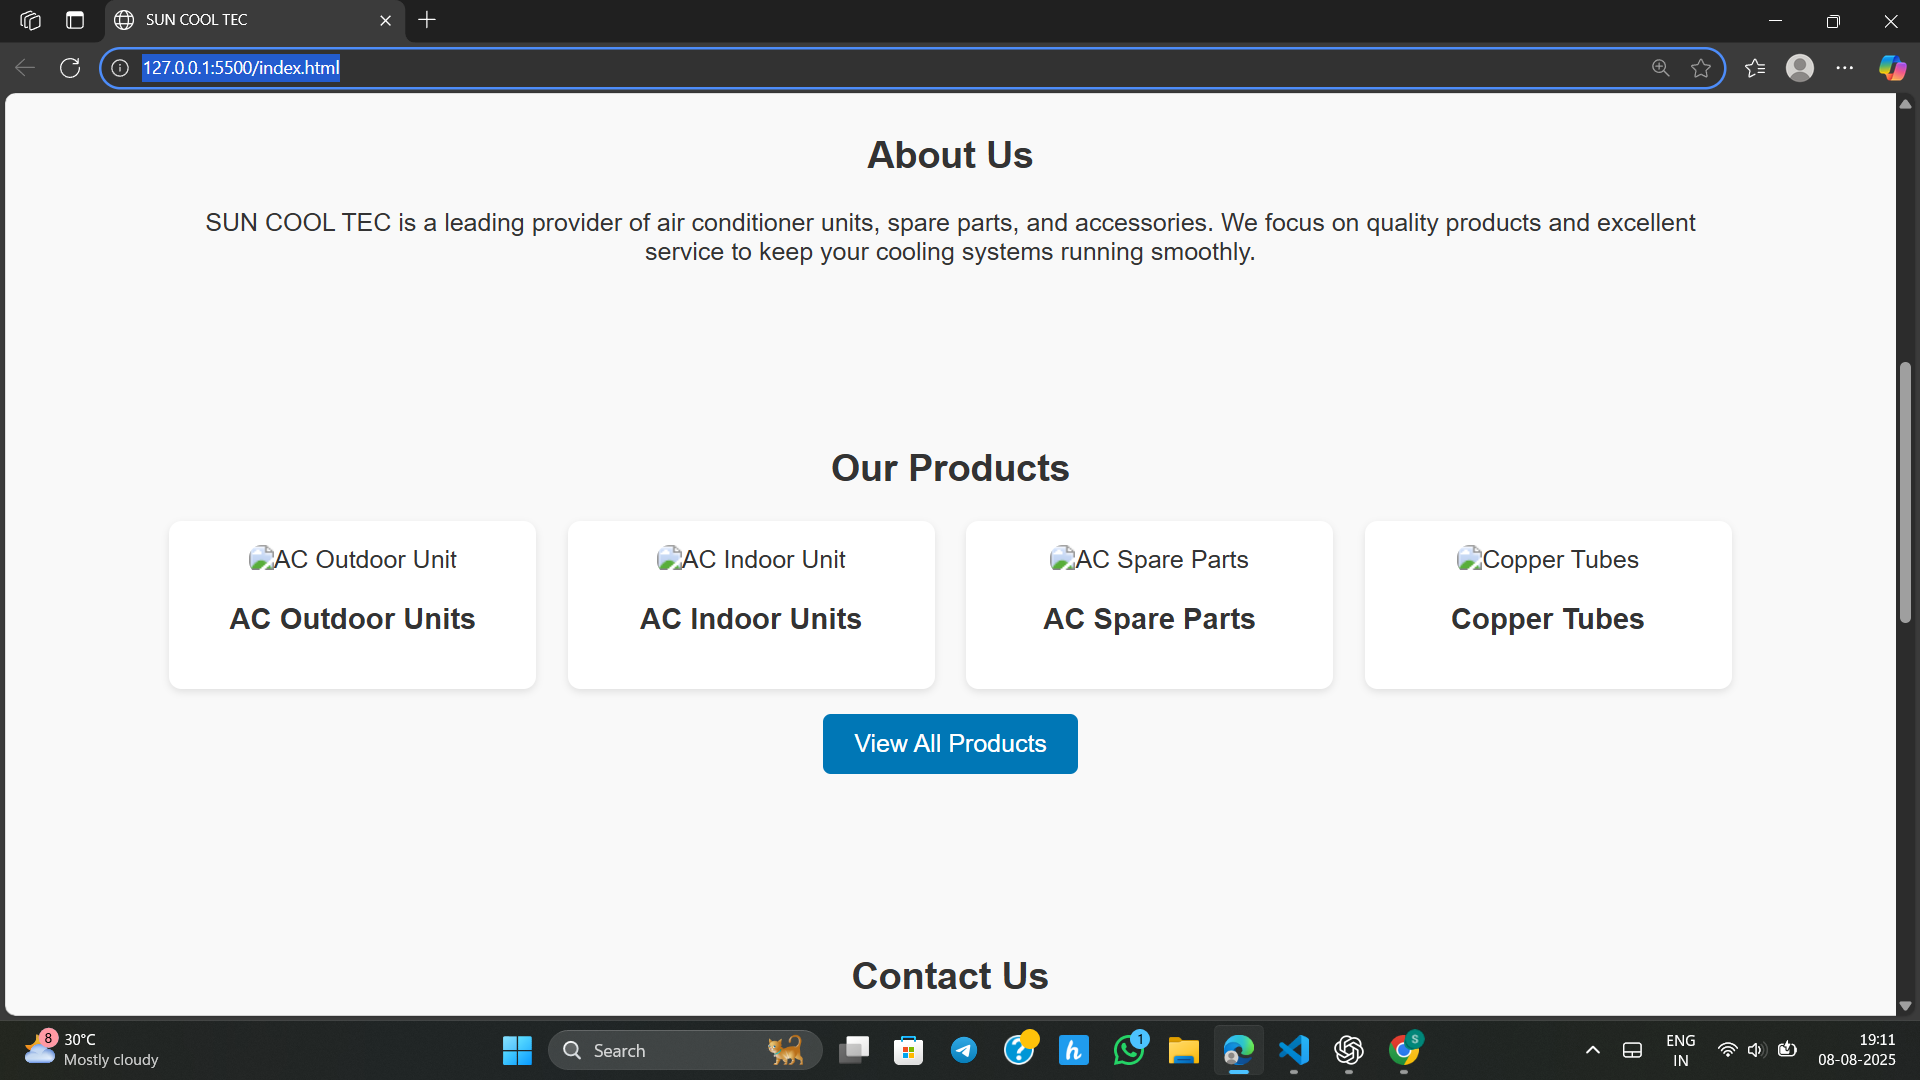 SUN COOL TEC
127.0.0.1:5500/index.html
About Us
SUN COOL TEC is a leading provider of air conditioner units, spare parts, and accessories. We focus on quality products and excellent
service to keep your cooling systems running smoothly.
Our Products
AC Outdoor Unit
AC Indoor Unit
AC Spare Parts
Copper Tubes
AC Outdoor Units
AC Indoor Units
AC Spare Parts
Copper Tubes
View All Products
Contact Us
8
30°C
Mostly cloudy
Search
h
1
S
ENG
IN
19:11
08-08-2025